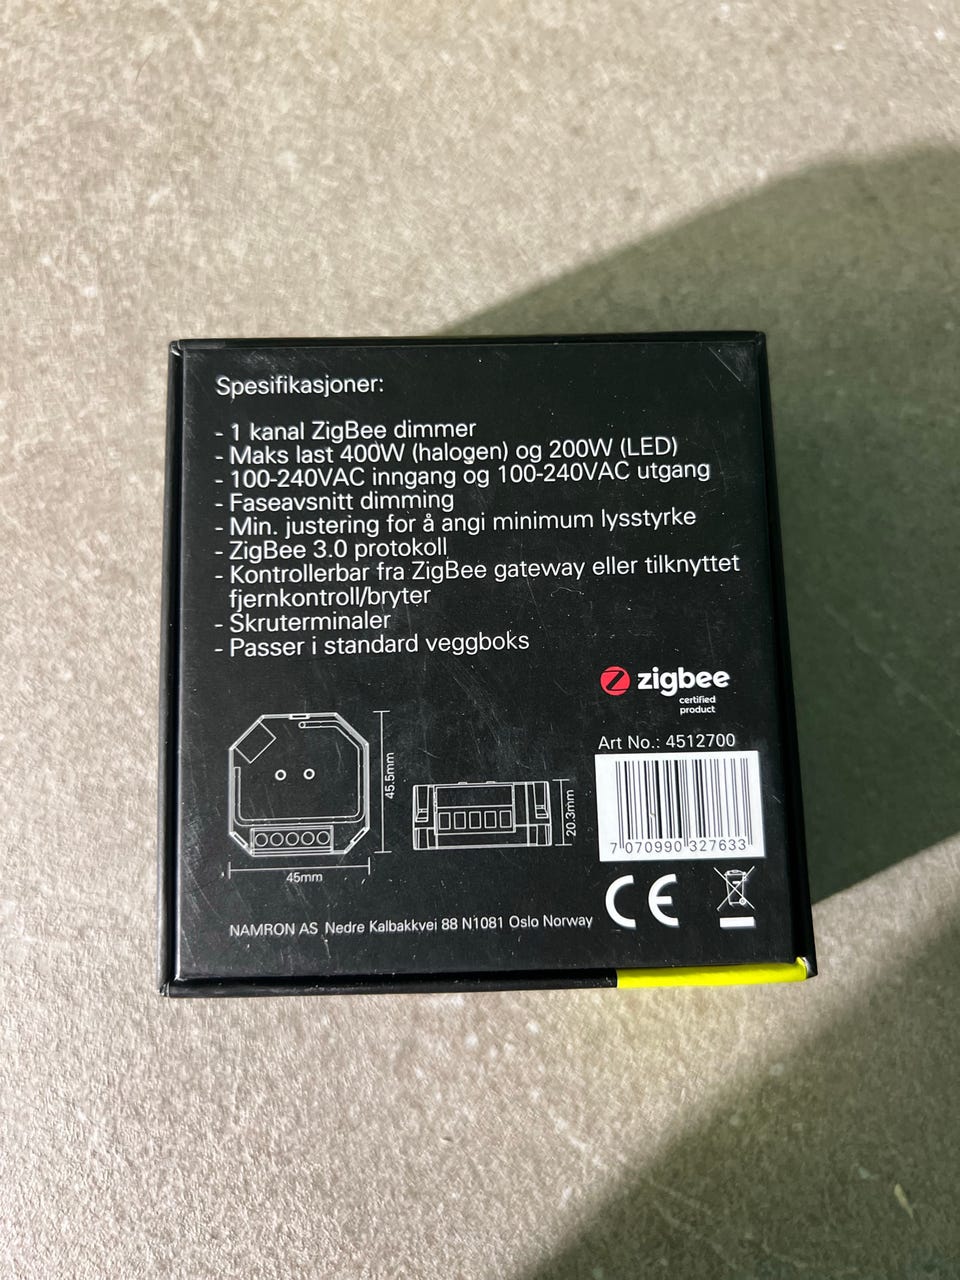 Spesifikasjoner:
- 1 kanal ZigBee dimmer
- Maks last 400W (halogen) og 200W (LED)
- 100-240VAC inngang og 100-240VAC utgang
- Faseavsnitt dimming
- Min. justering for å angi minimum lysstyrke
- ZigBee 3.0 protokoll
- Kontrollerbar fra ZigBee gateway eller tilknyttet
fjernkontroll/bryter
- Skruterminaler
- Passer i standard veggboks
zigbee
certified
product
Art No.: 4512700
45.5mm
20.3mm
45mm
7 070990 327633
CE
NAMRON AS Nedre Kalbakkvei 88 N1081 Oslo Norway